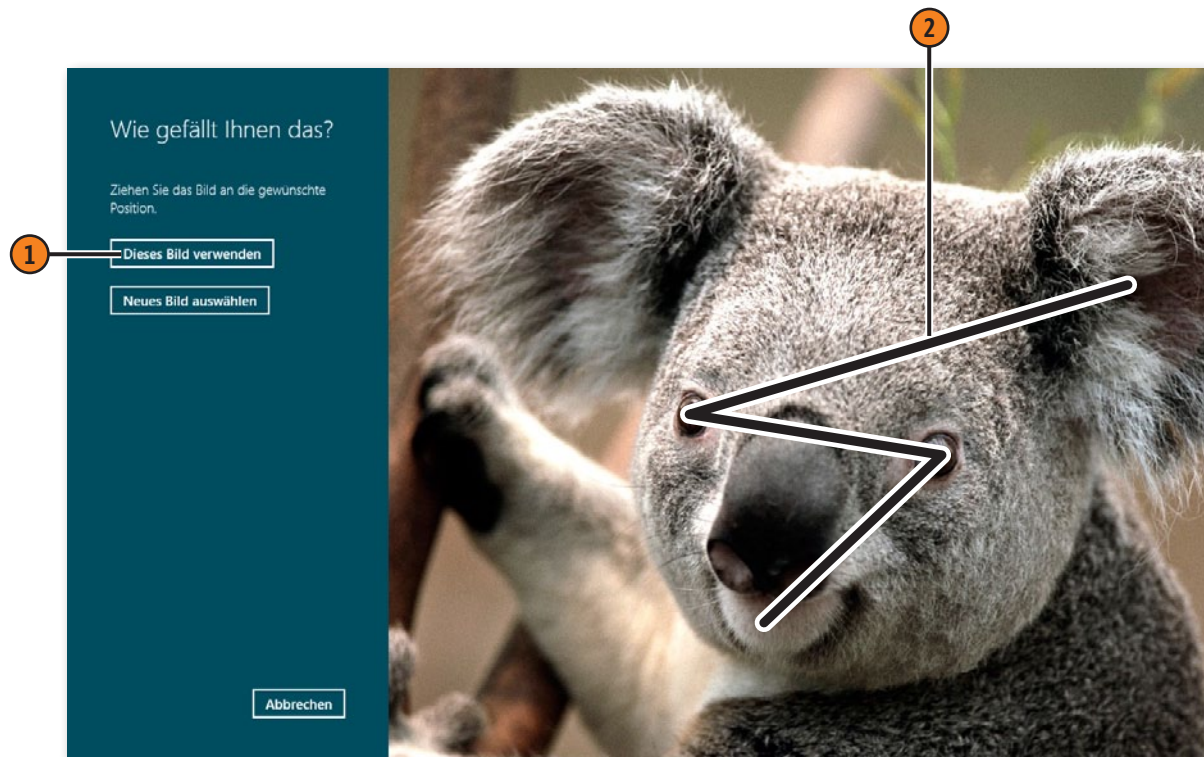 2
Wie gefällt Ihnen das?
Ziehen Sie das Bild an die gewünschte
Position.
1
Dieses Bild verwenden
Neues Bild auswählen
Abbrechen